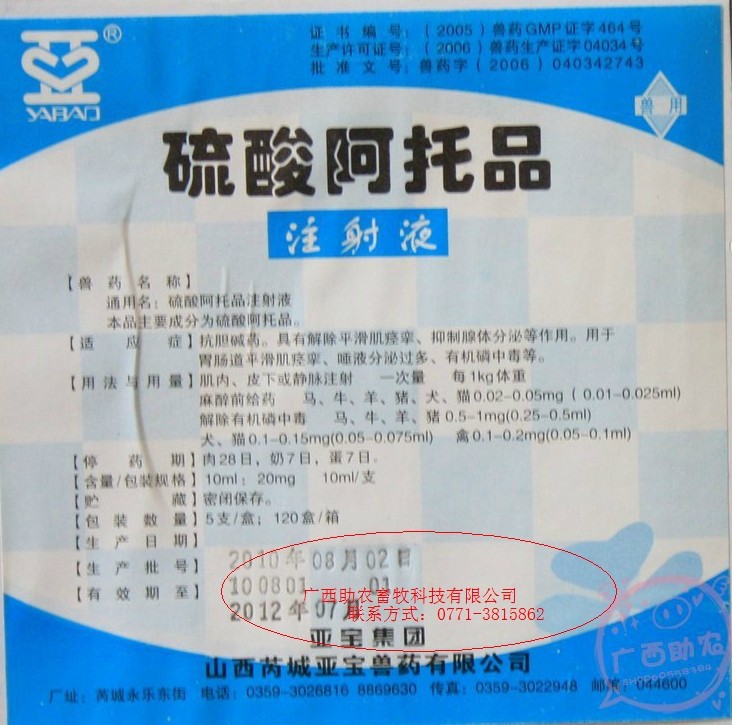 亚®
YABAO
证书编号：（2005）兽药GMP证字464号
生产许可证号：（2006）兽药生产证字04034号
批准文号：兽药字（2006）040342743
兽用
硫酸阿托品
注射液
【兽药名称】
通用名：硫酸阿托品注射液
本品主要成分为硫酸阿托品。
【适应症】抗胆碱药。具有解除平滑肌痉挛、抑制腺体分泌等作用。用于
胃肠道平滑肌痉挛、唾液分泌过多、有机磷中毒等。
【用法与用量】肌内、皮下或静脉注射 一次量 每1kg体重
麻醉前给药 马、牛、羊、猪、犬、猫0.02-0.05mg（0.01-0.025ml）
解除有机磷中毒 马、牛、羊、猪0.5-1mg(0.25-0.5ml)
犬、猫0.1-0.15mg(0.05-0.075ml) 禽0.1-0.2mg(0.05-0.1ml)
【停药期】肉28日，奶7日，蛋7日。
【含量/包装规格】10ml：20mg 10ml/支
【贮藏】密闭保存。
【包装数量】5支/盒；120盒/箱
【生产日期】
2010年08月02日
【生产批号】
100801 01
【有效期至】
广西助农畜牧科技有限公司
2012年07月
联系方式：0771-3815862
亚宝集团
山西芮城亚宝兽药有限公司
广西助农
厂址：芮城永乐东街 电话：0359-3026816 8869630 传真：0359-3022948 邮编：044600